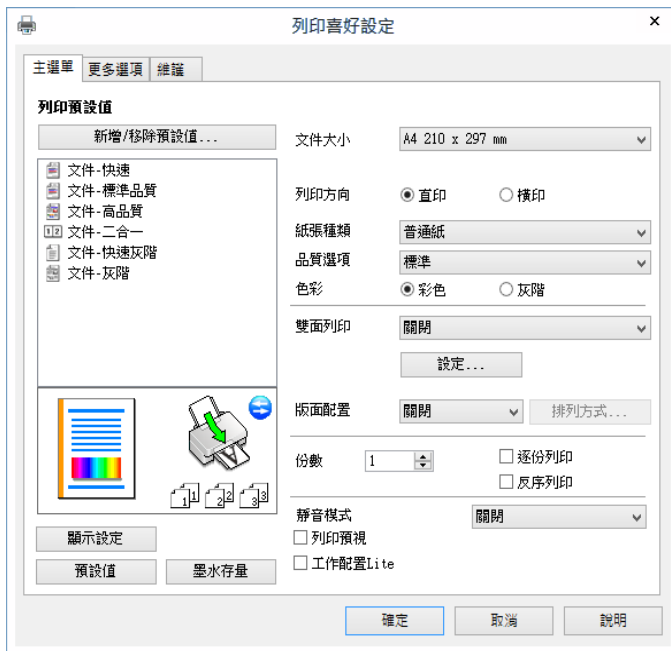 列印喜好設定
主選單 更多選項 維護
列印預設值
新增/移除預設值...
文件-快速
文件-標準品質
文件-高品質
12 文件-二合一
文件-快速灰階
文件-灰階
1 1 2 2 3 3
顯示設定
預設值 墨水存量
文件大小 A4 210 x 297 mm
列印方向 直印 橫印
紙張種類 普通紙
品質選項 標準
色彩 彩色 灰階
雙面列印 關閉
設定...
版面配置 關閉 排列方式...
份數 1 逐份列印
反序列印
靜音模式 關閉
列印預視
工作配置Lite
確定 取消 說明